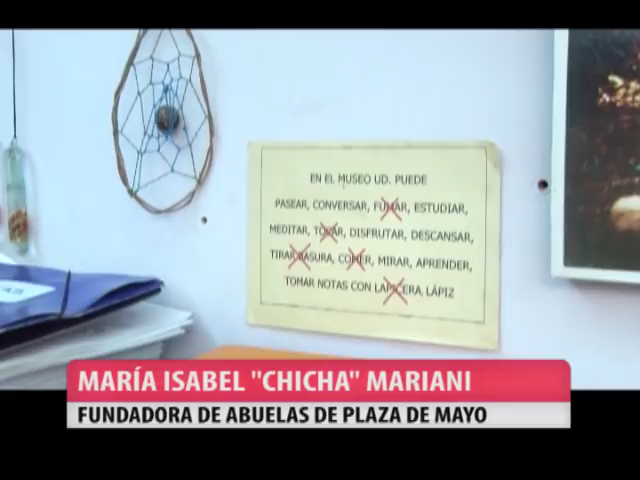 EN EL MUSEO UD. PUEDE
PASEAR, CONVERSAR, FUMAR, ESTUDIAR,
MEDITAR, TOCAR, DISFRUTAR, DESCANSAR,
TIRAR BASURA, COMER, MIRAR, APRENDER,
TOMAR NOTAS CON LAPICERA, LÁPIZ
MARÍA ISABEL "CHICHA" MARIANI
FUNDADORA DE ABUELAS DE PLAZA DE MAYO